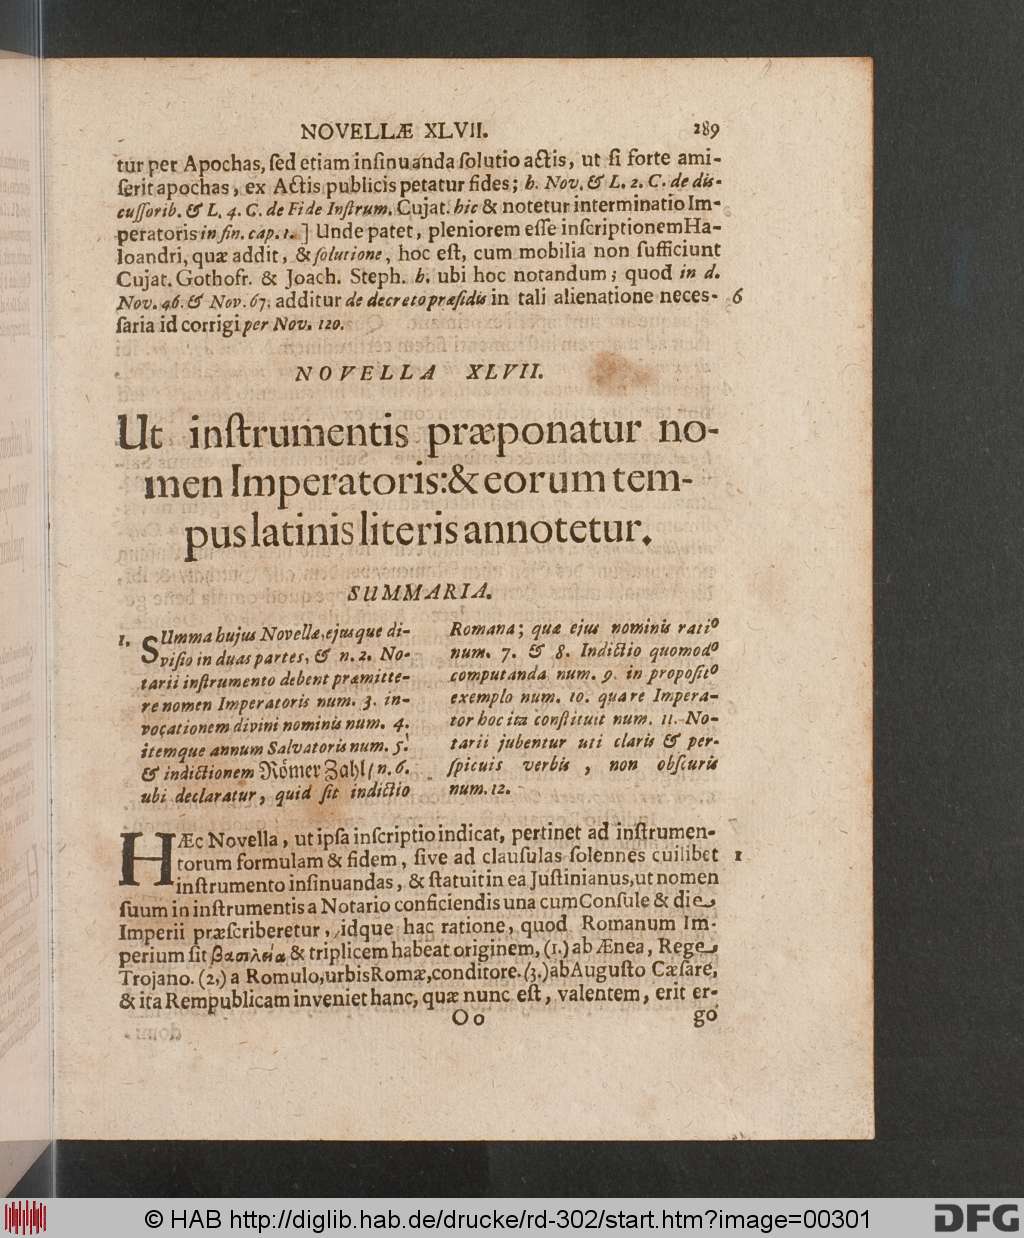 NOVELLÆ XLVII. 289
tur per Apochas, ſed etiam inſinuanda ſolutio actis, ut ſi forte ami-
ſerit apochas, ex Actis publicis petatur fides; h. Nov. & L. 2. C. de dis-
cuſſorib. & L. 4. C. de Fide Inſtrum. Cujat. hic & notetur interminatio Im-
peratoris in fin. cap. 1. ] Unde patet, pleniorem eſſe inſcriptionem Ha-
loandri, quæ addit, & ſolutione, hoc eſt, cum mobilia non ſufficiunt
Cujat. Gothofr. & Joach. Steph. h. ubi hoc notandum; quod in d.
Nov. 46. & Nov. 67. additur de decreto præſidis in tali alienatione neces- 6
ſaria id corrigi per Nov. 120.
NOVELLA XLVII.
Ut inſtrumentis præponatur no-
men Imperatoris: & eorum tem-
pus latinis literis annotetur.
SUMMARIA.
1. SUmma hujus Novellæ, ejusque di-
viſio in duas partes, & n. 2. No-
tarii inſtrumento debent præmitte-
re nomen Imperatoris num. 3. in-
vocationem divini nominis num. 4.
itemque annum Salvatoris num. 5.
& indictionem Römer Zahl / n. 6.
ubi declaratur, quid ſit indictio
Romana; quæ ejus nominis ratio
num. 7. & 8. Indictio quomodo
computanda num. 9. in propoſito
exemplo num. 10. quare Impera-
tor hoc ita conſtituit num. 11. No-
tarii jubentur uti claris & per-
ſpicuis verbis, non obſcuris
num. 12.
HÆc Novella, ut ipſa inſcriptio indicat, pertinet ad inſtrumen-
torum formulam & fidem, ſive ad clauſulas ſolennes cuilibet 1
inſtrumento inſinuandas, & ſtatuit in ea Juſtinianus, ut nomen
ſuum in inſtrumentis a Notario conficiendis una cum Conſule & die,
Imperii præſcriberetur, idque hac ratione, quod Romanum Im-
perium ſit βασιλεία & triplicem habeat originem, (1.) ab Ænea, Rege,
Trojano. (2.) a Romulo, urbis Romæ, conditore. (3.) ab Auguſto Cæſare,
& ita Rempublicam inveniet hanc, quæ nunc eſt, valentem, erit er-
Oo go
© HAB http://diglib.hab.de/drucke/rd-302/start.htm?image=00301 DFG